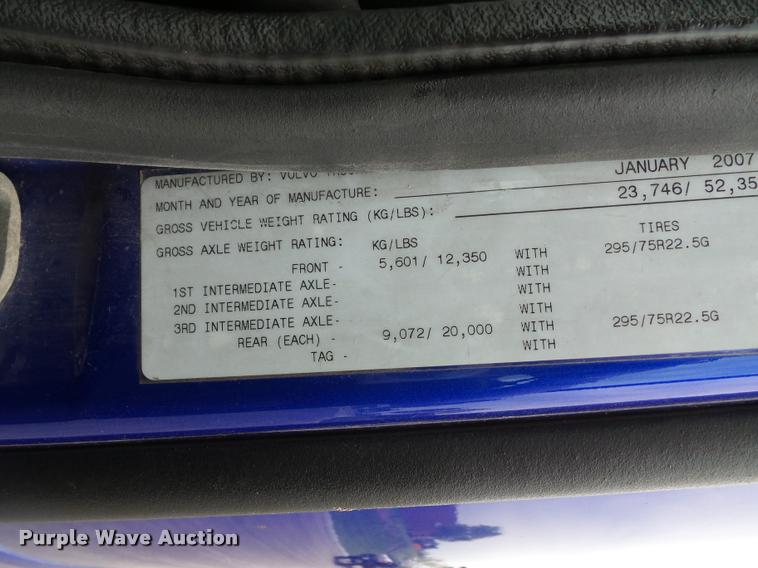 MANUFACTURED BY: VOLVO
JANUARY 2007
MONTH AND YEAR OF MANUFACTURE:
23,746/ 52,35
GROSS VEHICLE WEIGHT RATING (KG/LBS):
TIRES
GROSS AXLE WEIGHT RATING: KG/LBS
FRONT - 5,601/ 12,350 WITH 295/75R22.5G
1ST INTERMEDIATE AXLE- WITH
2ND INTERMEDIATE AXLE- WITH
3RD INTERMEDIATE AXLE- WITH
REAR (EACH) - 9,072/ 20,000 WITH 295/75R22.5G
TAG - WITH
Purple Wave Auction